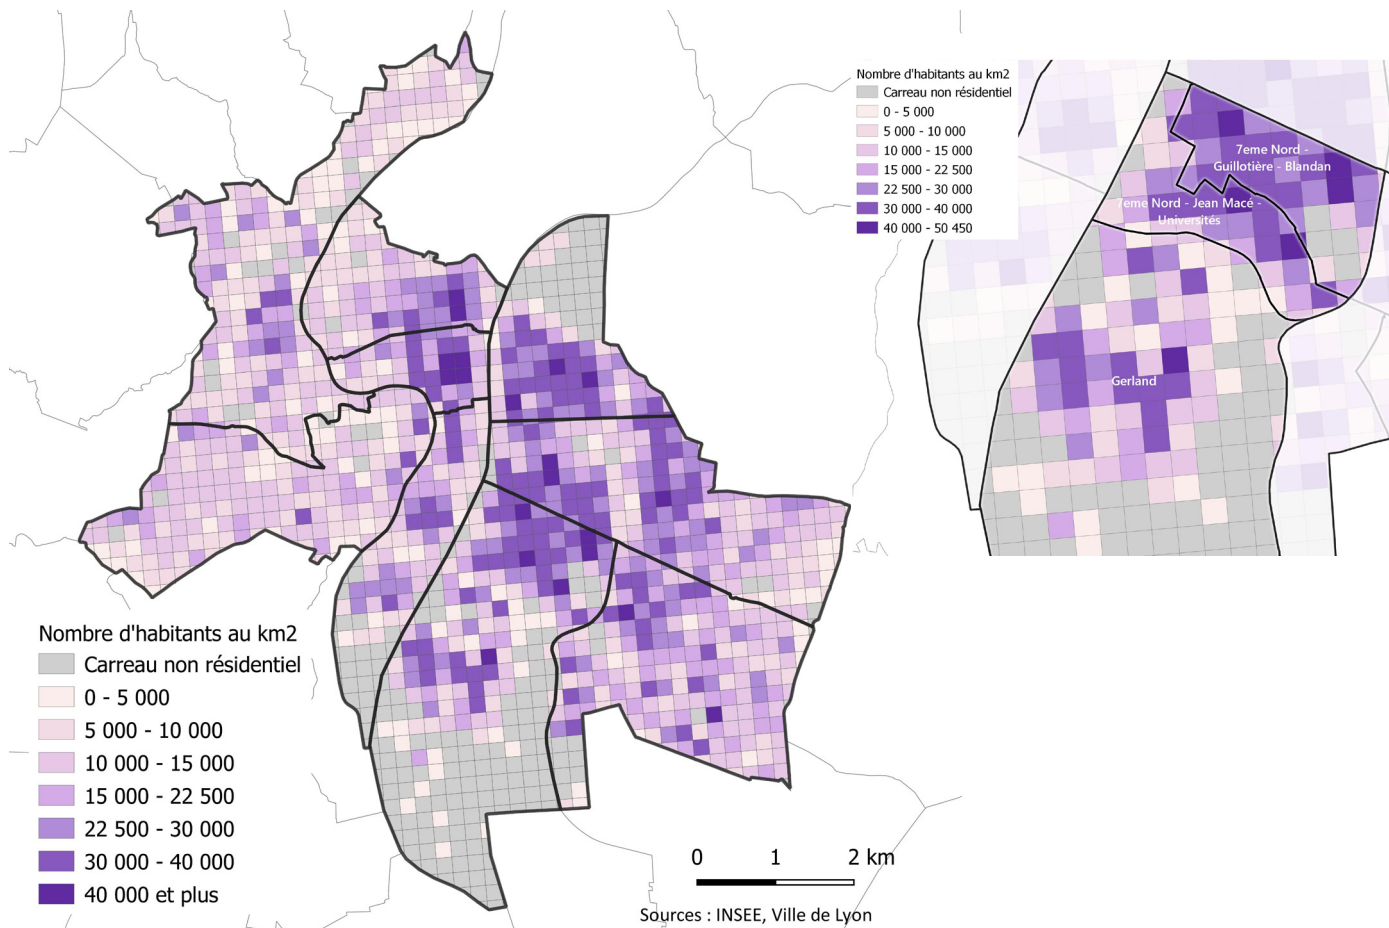 Nombre d'habitants au km2
Carreau non résidentiel
0 - 5 000
5 000 - 10 000
10 000 - 15 000
15 000 - 22 500
22 500 - 30 000
30 000 - 40 000
40 000 et plus
0 1 2 km
Sources : INSEE, Ville de Lyon
Nombre d'habitants au km2
Carreau non résidentiel
0 - 5 000
5 000 - 10 000
10 000 - 15 000
15 000 - 22 500
22 500 - 30 000
30 000 - 40 000
40 000 - 50 450
7eme Nord -
Guillotière - Blandan
7eme Nord - Jean Macé -
Universités
Gerland